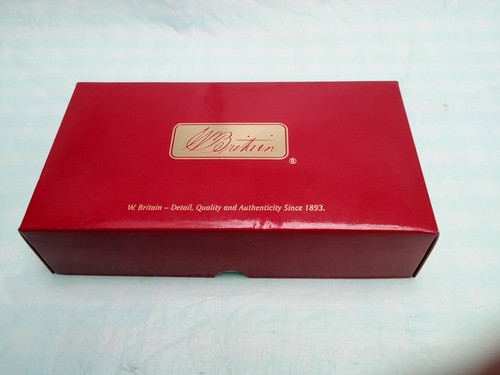 W Britain
®
W. Britain – Detail, Quality and Authenticity Since 1893.